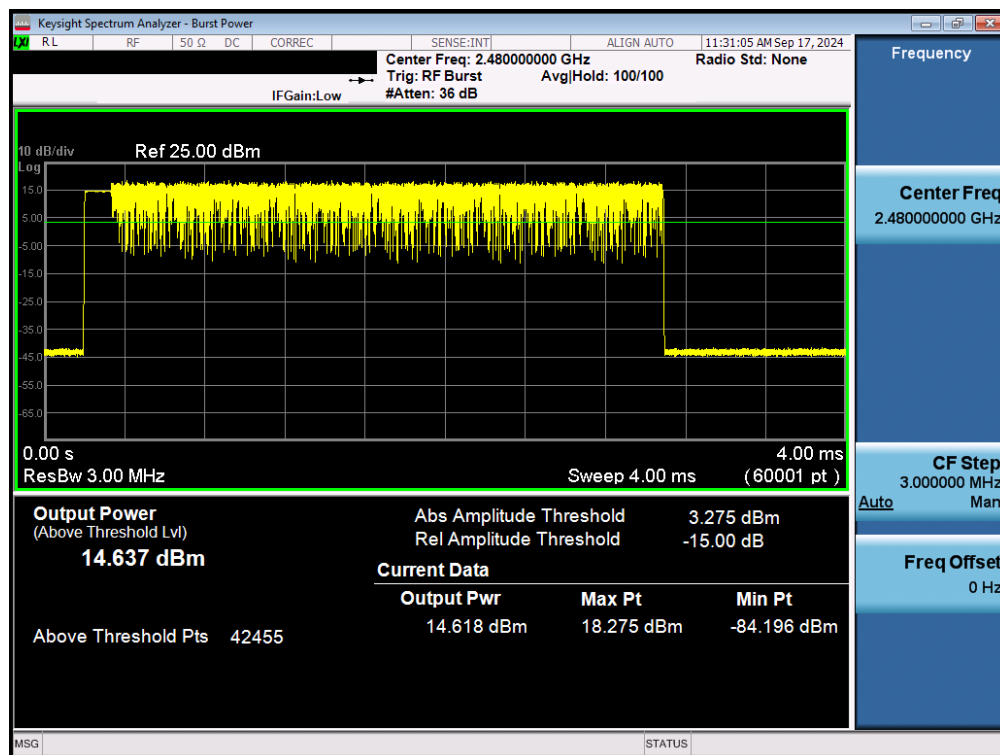 Keysight Spectrum Analyzer - Burst Power
LXI RL RF 50 Ω DC CORREC SENSE:INT ALIGN AUTO 11:31:05 AM Sep 17, 2024
Center Freq: 2.480000000 GHz Radio Std: None
Trig: RF Burst Avg|Hold: 100/100
IFGain:Low #Atten: 36 dB
10 dB/div Ref 25.00 dBm
Log
15.0
5.00
-5.00
-15.0
-25.0
-35.0
-45.0
-55.0
-65.0
0.00 s 4.00 ms
ResBw 3.00 MHz Sweep 4.00 ms (60001 pt )
Output Power
(Above Threshold Lvl)
14.637 dBm
Above Threshold Pts 42455
Abs Amplitude Threshold 3.275 dBm
Rel Amplitude Threshold -15.00 dB
Current Data
Output Pwr Max Pt Min Pt
14.618 dBm 18.275 dBm -84.196 dBm
MSG STATUS
Frequency
Center Freq
2.480000000 GHz
CF Step
3.000000 MHz
Auto Man
Freq Offset
0 Hz